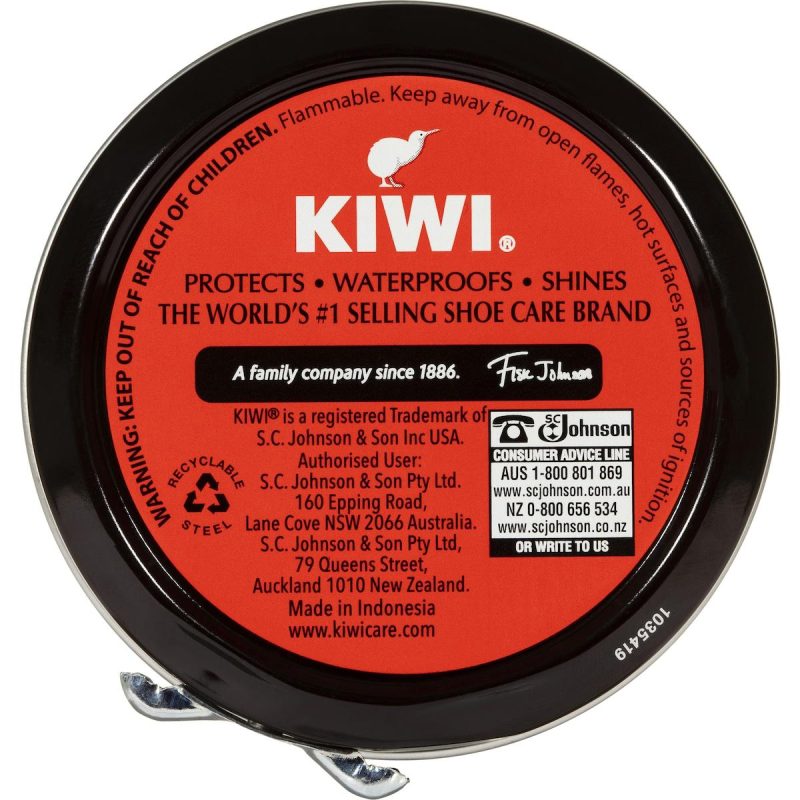 WARNING: KEEP OUT OF REACH OF CHILDREN. Flammable. Keep away from open flames, hot surfaces and sources of ignition.
KIWI®
PROTECTS • WATERPROOFS • SHINES
THE WORLD'S #1 SELLING SHOE CARE BRAND
A family company since 1886. Fisk Johnson
KIWI® is a registered Trademark of
S.C. Johnson & Son Inc USA.
Authorised User:
S.C. Johnson & Son Pty Ltd.
160 Epping Road,
Lane Cove NSW 2066 Australia.
S.C. Johnson & Son Pty Ltd,
79 Queens Street,
Auckland 1010 New Zealand.
Made in Indonesia
www.kiwicare.com
RECYCLABLE
STEEL
SC Johnson
CONSUMER ADVICE LINE
AUS 1-800 801 869
www.scjohnson.com.au
NZ 0-800 656 534
www.scjohnson.co.nz
OR WRITE TO US
1035419